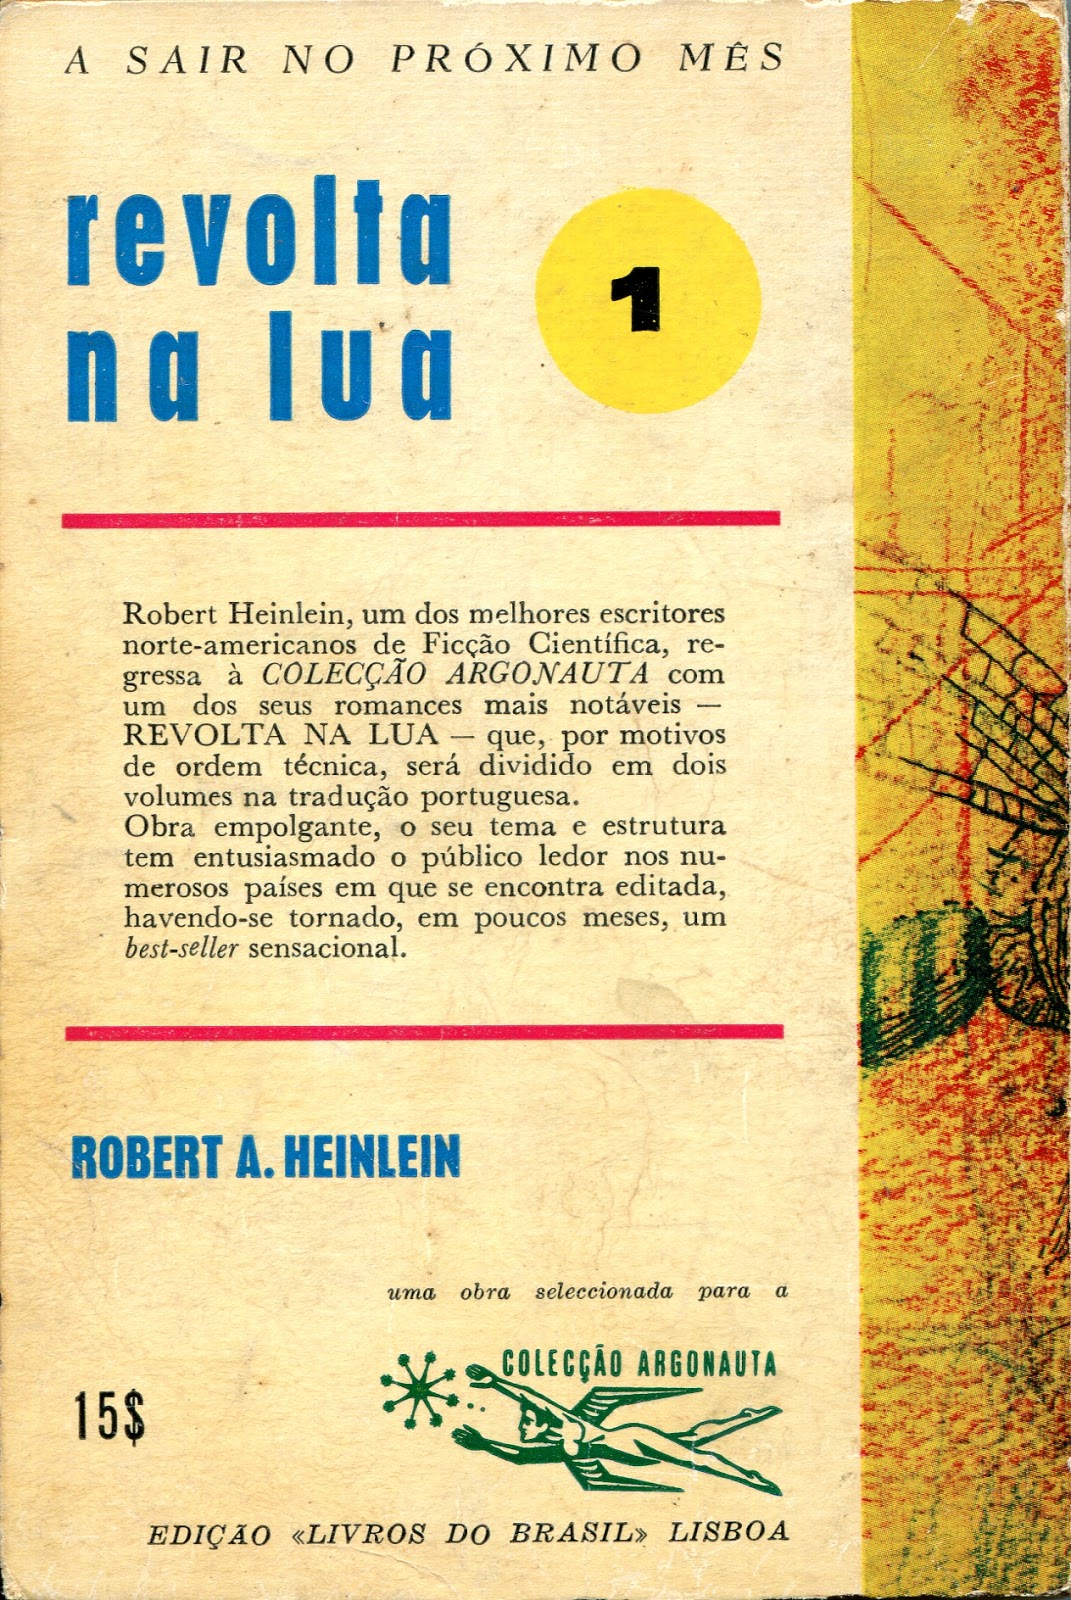 A SAIR NO PRÓXIMO MÊS
revolta
na lua
1
Robert Heinlein, um dos melhores escritores
norte-americanos de Ficção Científica, re-
gressa à COLECÇÃO ARGONAUTA com
um dos seus romances mais notáveis —
REVOLTA NA LUA — que, por motivos
de ordem técnica, será dividido em dois
volumes na tradução portuguesa.
Obra empolgante, o seu tema e estrutura
tem entusiasmado o público ledor nos nu-
merosos países em que se encontra editada,
havendo-se tornado, em poucos meses, um
best-seller sensacional.
ROBERT A. HEINLEIN
uma obra seleccionada para a
COLECÇÃO ARGONAUTA
15$
EDIÇÃO «LIVROS DO BRASIL» LISBOA